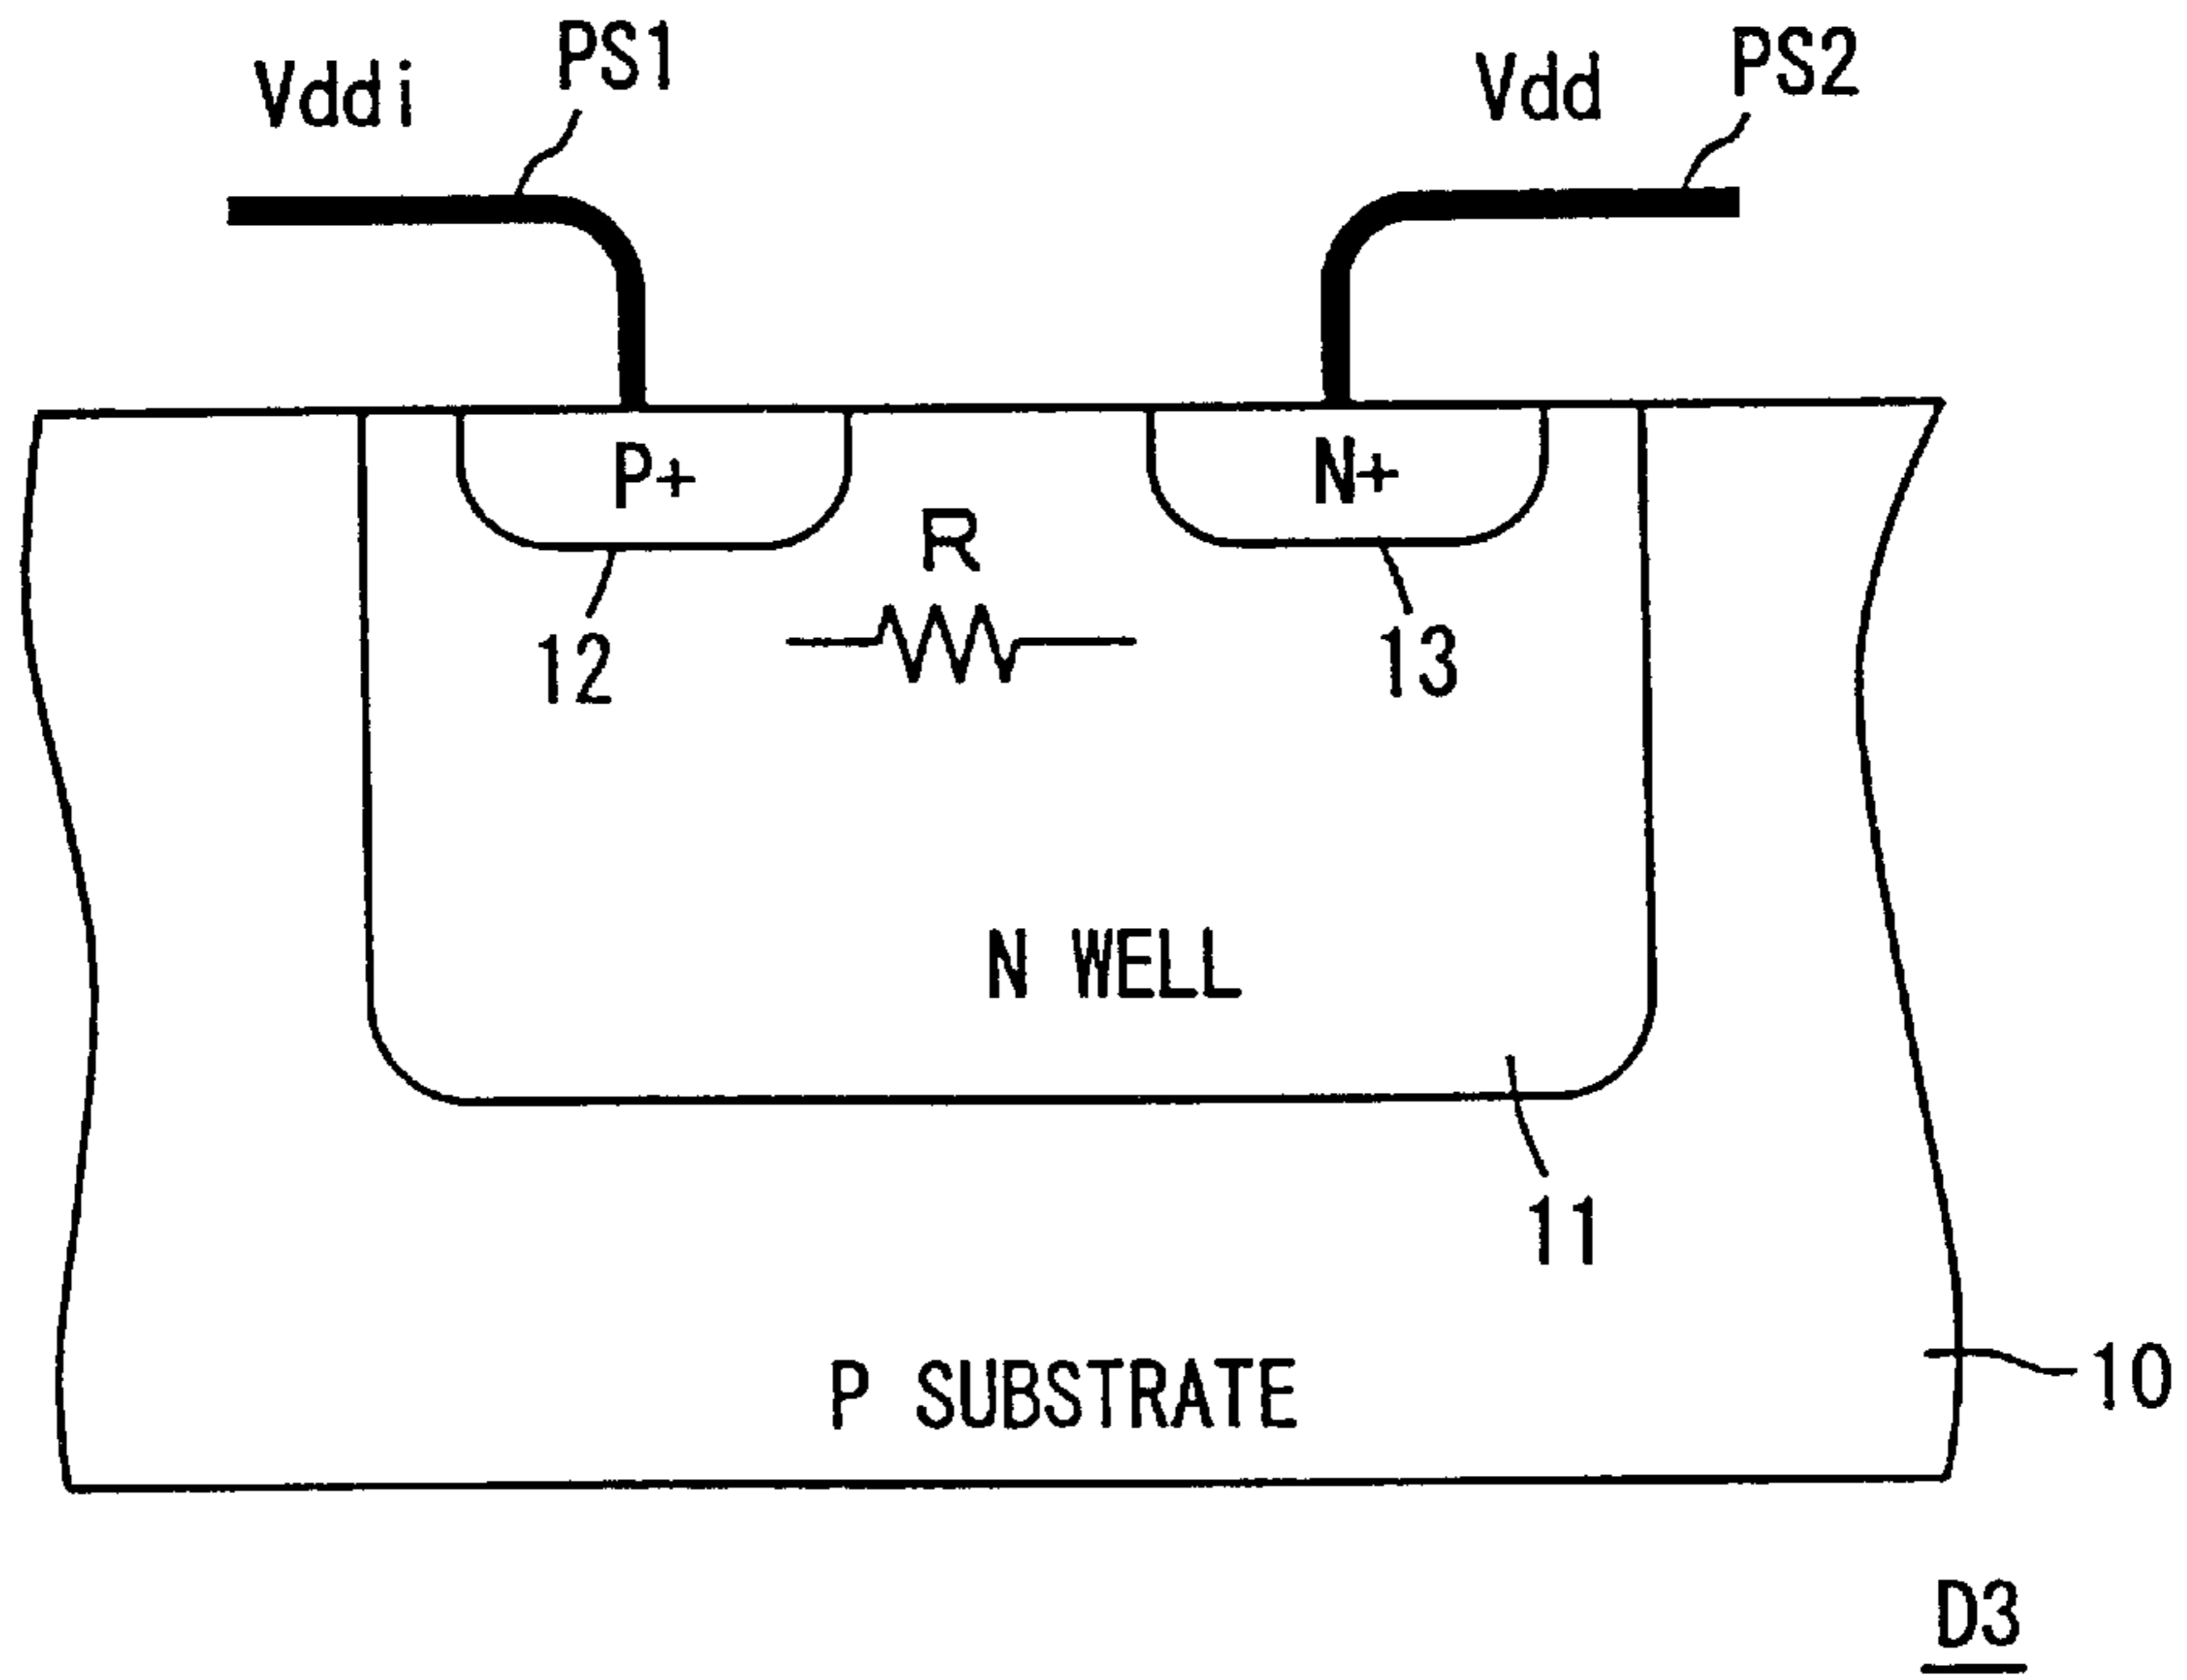 Vddi
PS1
Vdd
PS2
P+
N+
R
12
13
N WELL
11
P SUBSTRATE
10
D3